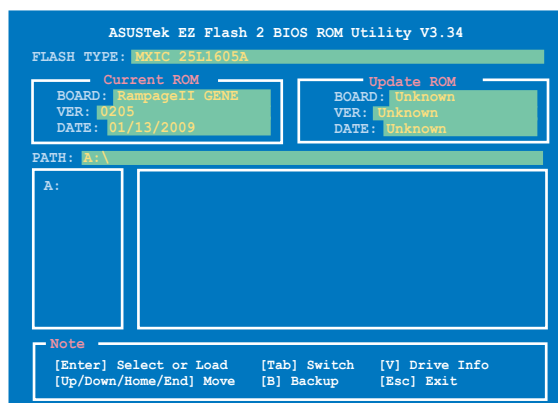 ASUSTek EZ Flash 2 BIOS ROM Utility V3.34
FLASH TYPE: MXIC 25L1605A
Current ROM
BOARD: RampageII GENE
VER: 0205
DATE: 01/13/2009
Update ROM
BOARD: Unknown
VER: Unknown
DATE: Unknown
PATH: A:\
A:
Note
[Enter] Select or Load [Tab] Switch [V] Drive Info
[Up/Down/Home/End] Move [B] Backup [Esc] Exit